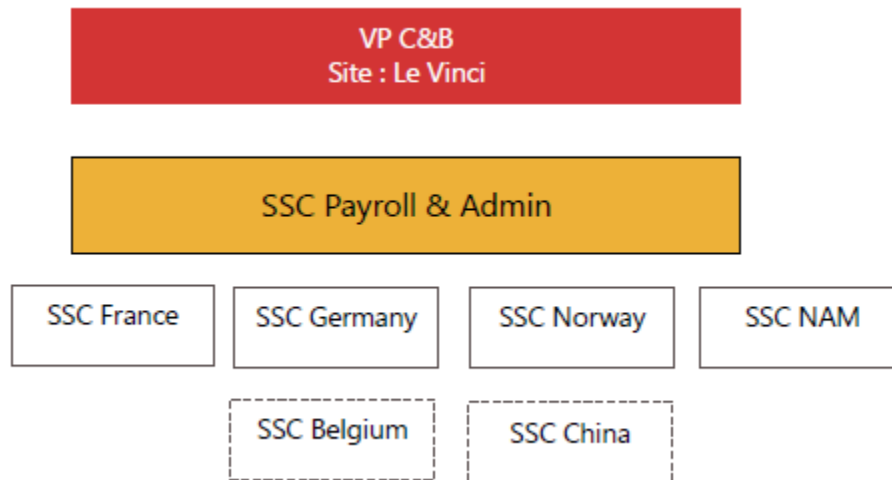 VP C&B
Site : Le Vinci
SSC Payroll & Admin
SSC France
SSC Germany
SSC Norway
SSC NAM
SSC Belgium
SSC China